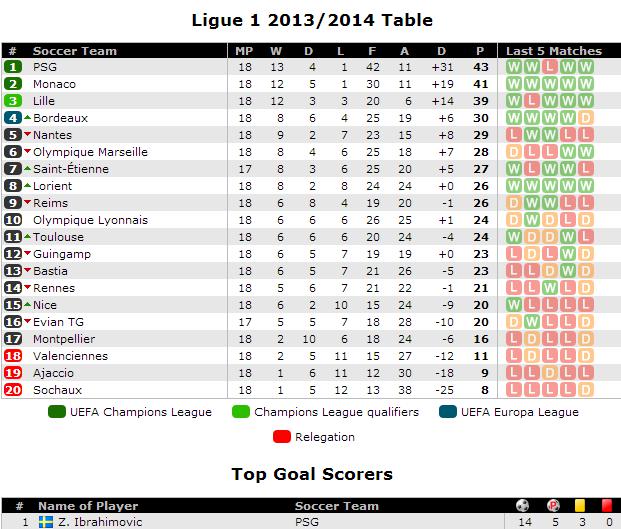 Ligue 1 2013/2014 Table
# Soccer Team MP W D L F A D P Last 5 Matches
1 PSG 18 13 4 1 42 11 +31 43 W W L W W
2 Monaco 18 12 5 1 30 11 +19 41 W W W W W
3 Lille 18 12 3 3 20 6 +14 39 W L W W W
4 Bordeaux 18 8 6 4 25 19 +6 30 W W W W D
5 Nantes 18 9 2 7 23 15 +8 29 L W W L L
6 Olympique Marseille 18 8 4 6 25 18 +7 28 D L L W W
7 Saint-Étienne 17 8 3 6 25 20 +5 27 W L W W L
8 Lorient 18 8 2 8 24 24 +0 26 W W W W W
9 Reims 18 6 8 4 19 20 -1 26 D W W L L
10 Olympique Lyonnais 18 6 6 6 26 25 +1 24 D W D L D
11 Toulouse 18 6 6 6 20 24 -4 24 W D D W L
12 Guingamp 18 6 5 7 19 19 +0 23 L D L W D
13 Bastia 18 6 5 7 21 26 -5 23 L L D W D
14 Rennes 18 5 6 7 21 22 -1 21 L L W L D
15 Nice 18 6 2 10 15 24 -9 20 W L L L L
16 Evian TG 17 5 5 7 18 28 -10 20 D W L L D
17 Montpellier 18 2 10 6 18 24 -6 16 L L L L D
18 Valenciennes 18 2 5 11 15 27 -12 11 L L D L D
19 Ajaccio 18 1 6 11 12 30 -18 9 L L D L L
20 Sochaux 18 1 5 12 13 38 -25 8 L L L L D
UEFA Champions League Champions League qualifiers UEFA Europa League
Relegation
Top Goal Scorers
# Name of Player Soccer Team P
1 Z. Ibrahimovic PSG 14 5 3 0